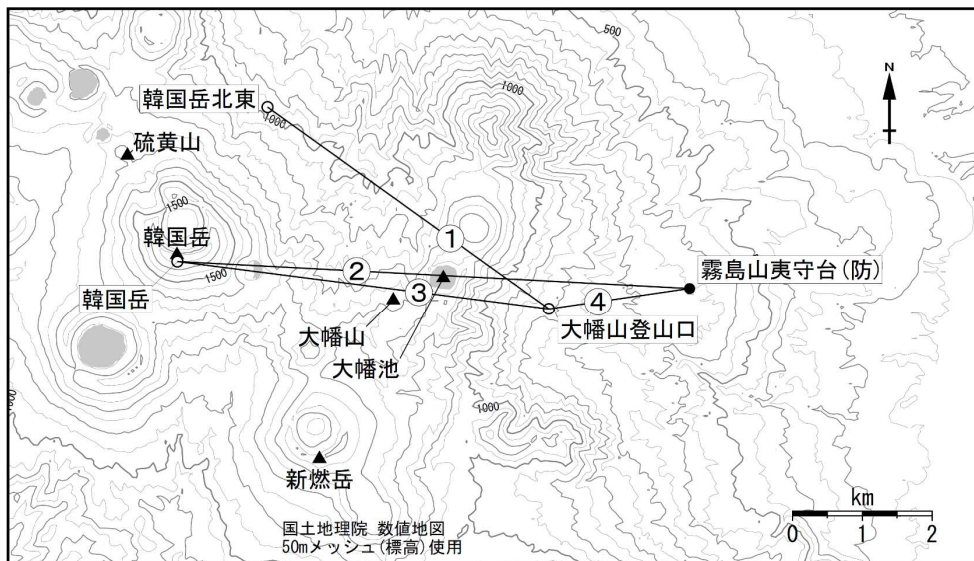 500
N
韓国岳北東
1000
1000
硫黄山
1500
韓国岳
①
②
霧島山夷守台(防)
1500
③
④
韓国岳
大幡山登山口
大幡山
大幡池
1000
新燃岳
km
0 1 2
国土地理院 数値地図
50mメッシュ(標高)使用